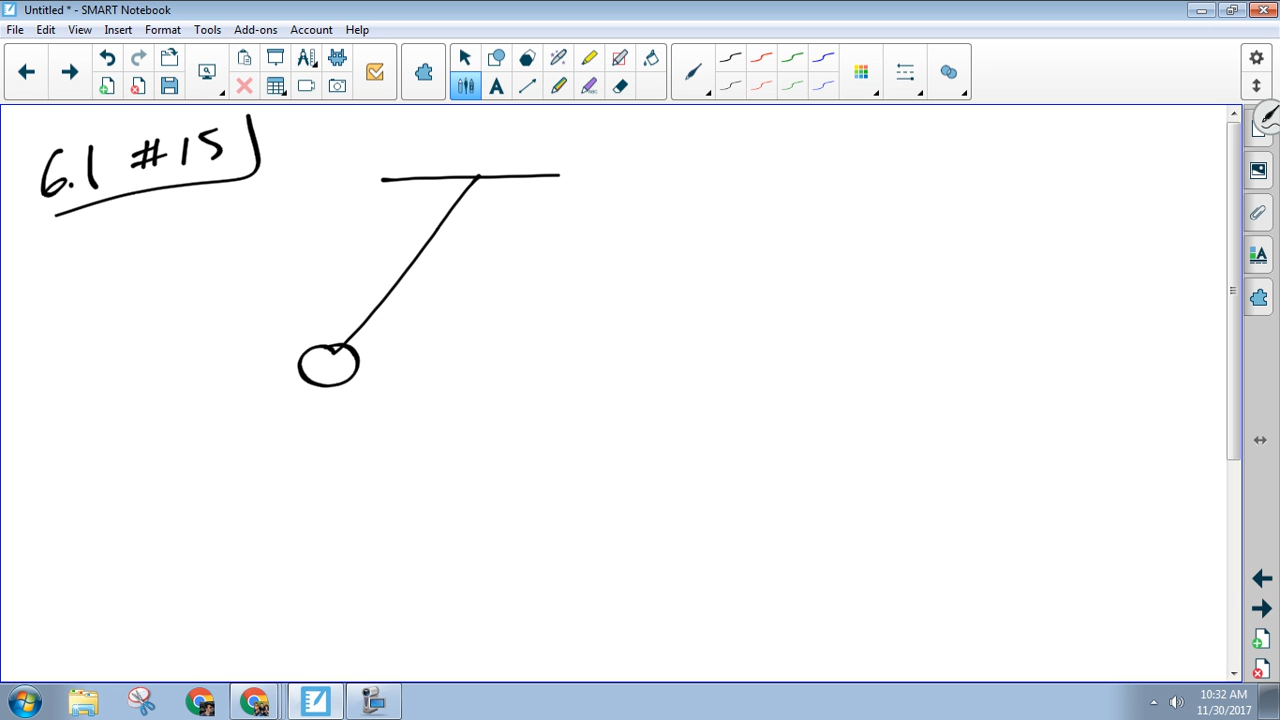 Untitled * - SMART Notebook
File Edit View Insert Format Tools Add-ons Account Help
6.1 #15
10:32 AM
11/30/2017